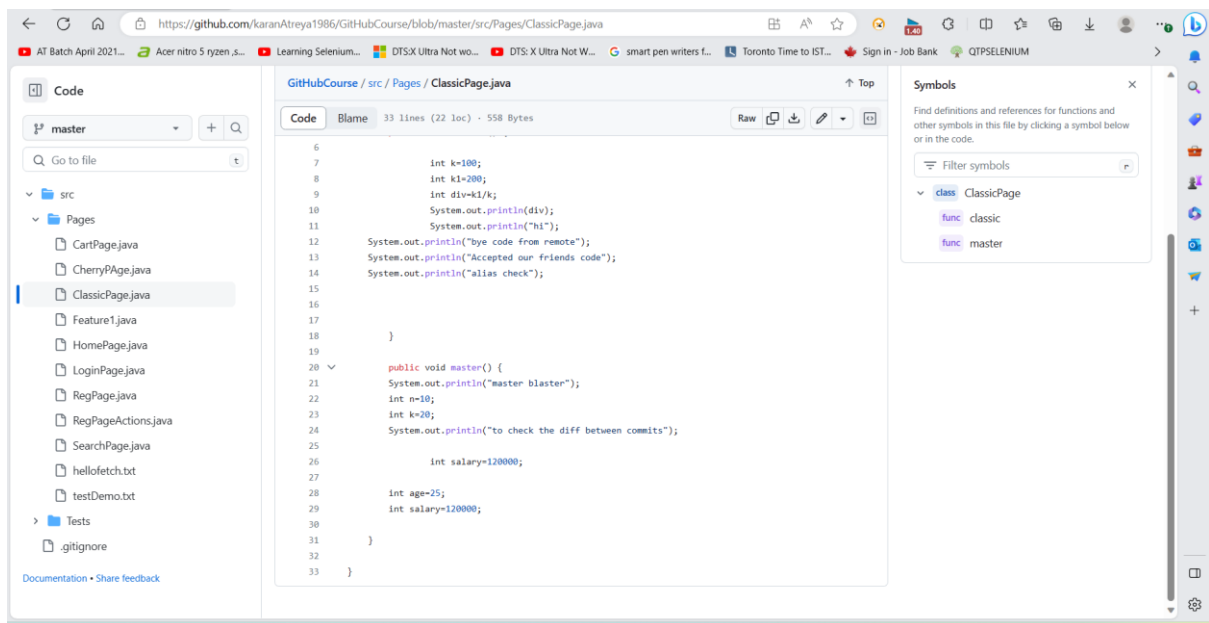 https://github.com/karanAtreya1986/GitHubCourse/blob/master/src/Pages/ClassicPage.java
1.40
AT Batch April 2021... Acer nitro 5 ryzen ,s... Learning Selenium... DTS:X Ultra Not wo... DTS: X Ultra Not W... smart pen writers f... Toronto Time to IST... Sign in - Job Bank QTPSELENIUM
Code
master
Go to file t
src
Pages
CartPage.java
CherryPAge.java
ClassicPage.java
Feature1.java
HomePage.java
LoginPage.java
RegPage.java
RegPageActions.java
SearchPage.java
hellofetch.txt
testDemo.txt
Tests
.gitignore
Documentation • Share feedback
GitHubCourse / src / Pages / ClassicPage.java Top
Code Blame 33 lines (22 loc) · 558 Bytes Raw
6
7 int k=100;
8 int k1=200;
9 int div=k1/k;
10 System.out.println(div);
11 System.out.println("hi");
12 System.out.println("bye code from remote");
13 System.out.println("Accepted our friends code");
14 System.out.println("alias check");
15
16
17
18 }
19
20 public void master() {
21 System.out.println("master blaster");
22 int n=10;
23 int k=20;
24 System.out.println("to check the diff between commits");
25
26 int salary=120000;
27
28 int age=25;
29 int salary=120000;
30
31 }
32
33 }
Symbols
Find definitions and references for functions and
other symbols in this file by clicking a symbol below
or in the code.
Filter symbols r
class ClassicPage
func classic
func master